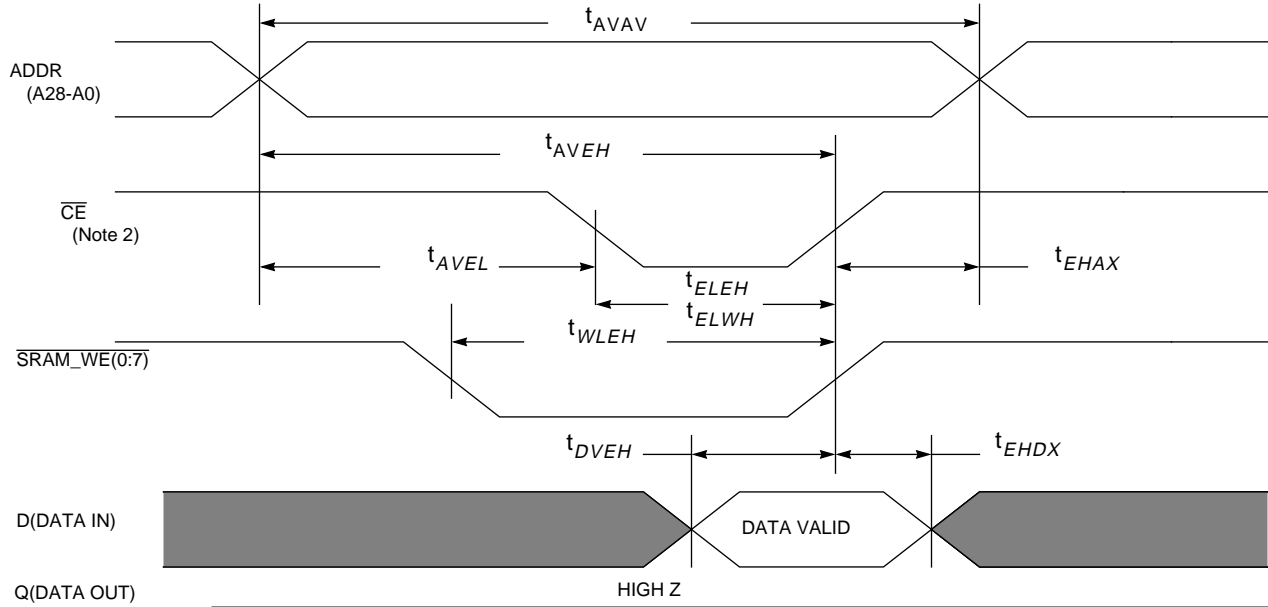 tAVAV
ADDR
(A28-A0)
tAVEH
CE
(Note 2)
tAVEL
tEHAX
tELEH
tELWH
tWLEH
SRAM_WE(0:7)
tDVEH
tEHDX
D(DATA IN)
DATA VALID
Q(DATA OUT)
HIGH Z